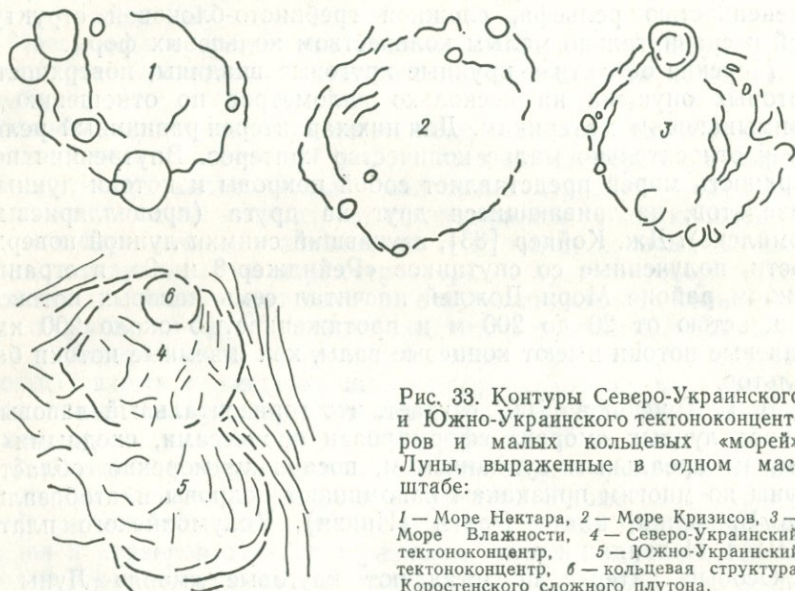 1
2
3
4
5
6
Рис. 33. Контуры Северо-Украинского
и Южно-Украинского тектоноконцент-
ров и малых кольцевых «морей»
Луны, выраженные в одном мас-
штабе:
1 — Море Нектара, 2 — Море Кризисов, 3 —
Море Влажности, 4 — Северо-Украинский
тектоноконцентр, 5 — Южно-Украинский
тектоноконцентр, 6 — кольцевая структура
Коростенского сложного плутона.